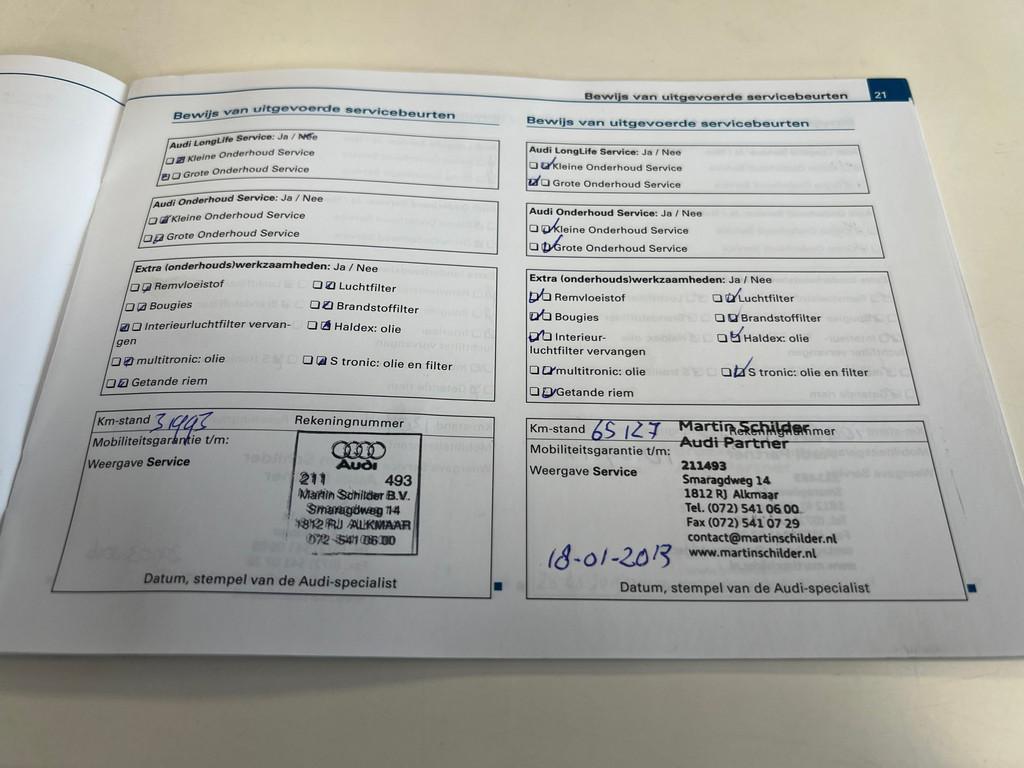 Bewijs van uitgevoerde servicebeurten 21
Bewijs van uitgevoerde servicebeurten
Audi LongLife Service: Ja / Nee
Kleine Onderhoud Service
Grote Onderhoud Service
Audi Onderhoud Service: Ja / Nee
Kleine Onderhoud Service
Grote Onderhoud Service
Extra (onderhouds)werkzaamheden: Ja / Nee
Remvloeistof
Luchtfilter
Bougies
Brandstoffilter
Interieurluchtfilter vervan-
gen
Haldex: olie
multitronic: olie
S tronic: olie en filter
Getande riem
Km-stand 31993
Rekeningnummer
Mobiliteitsgarantie t/m:
Weergave Service
Audi
211 493
Martin Schilder B.V.
Smaragdweg 14
1812 RJ ALKMAAR
072 - 541 06 00
Datum, stempel van de Audi-specialist
Bewijs van uitgevoerde servicebeurten
Audi LongLife Service: Ja / Nee
Kleine Onderhoud Service
Grote Onderhoud Service
Audi Onderhoud Service: Ja / Nee
Kleine Onderhoud Service
Grote Onderhoud Service
Extra (onderhouds)werkzaamheden: Ja / Nee
Remvloeistof
Luchtfilter
Bougies
Brandstoffilter
Interieur-
luchtfilter vervangen
Haldex: olie
multitronic: olie
S tronic: olie en filter
Getande riem
Km-stand 65127
Rekeningnummer
Martin Schilder
Audi Partner
Mobiliteitsgarantie t/m:
Weergave Service
211493
Smaragdweg 14
1812 RJ Alkmaar
Tel. (072) 541 06 00
Fax (072) 541 07 29
contact@martinschilder.nl
www.martinschilder.nl
18-01-2013
Datum, stempel van de Audi-specialist